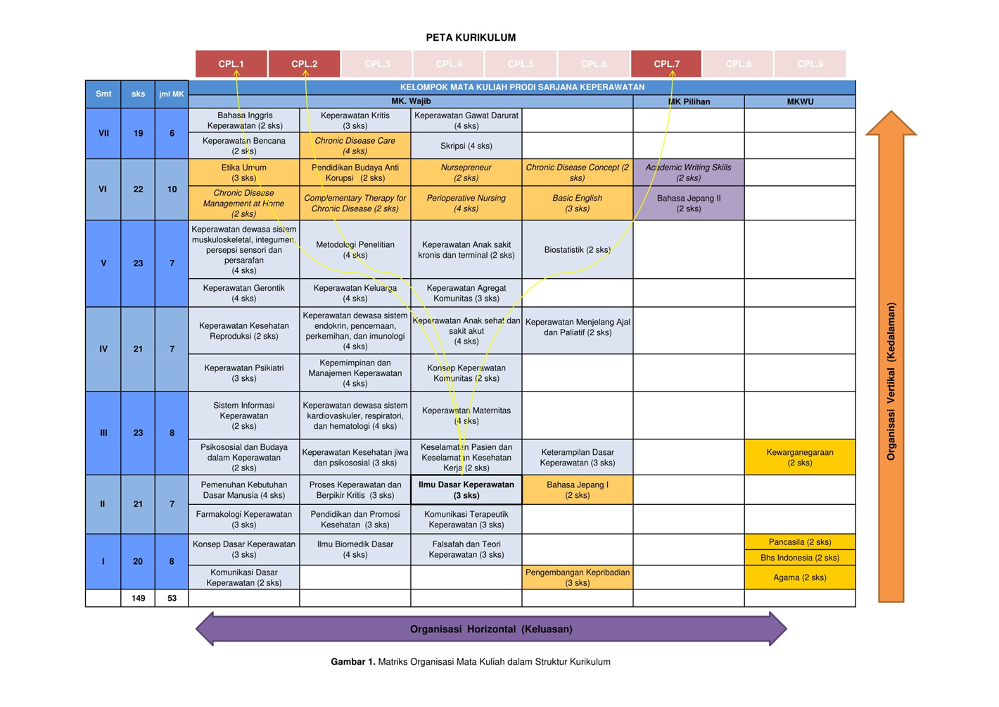 PETA KURIKULUM
CPL.1 CPL.2 CPL.3 CPL.4 CPL.5 CPL.6 CPL.7 CPL.8 CPL.9
Smt sks jml MK
KELOMPOK MATA KULIAH PRODI SARJANA KEPERAWATAN
MK. Wajib MK Pilihan MKWU
VII 19 6
Bahasa Inggris
Keperawatan (2 sks)
Keperawatan Kritis
(3 sks)
Keperawatan Gawat Darurat
(4 sks)
Keperawatan Bencana
(2 sks)
Chronic Disease Care
(4 sks)
Skripsi (4 sks)
VI 22 10
Etika Umum
(3 sks)
Pendidikan Budaya Anti
Korupsi (2 sks)
Nursepreneur
(2 sks)
Chronic Disease Concept (2
sks)
Academic Writing Skills
(2 sks)
Chronic Disease
Management at Home
(2 sks)
Complementary Therapy for
Chronic Disease (2 sks)
Perioperative Nursing
(4 sks)
Basic English
(3 sks)
Bahasa Jepang II
(2 sks)
V 23 7
Keperawatan dewasa sistem
muskuloskeletal, integumen,
persepsi sensori dan
persarafan
(4 sks)
Metodologi Penelitian
(4 sks)
Keperawatan Anak sakit
kronis dan terminal (2 sks)
Biostatistik (2 sks)
Keperawatan Gerontik
(4 sks)
Keperawatan Keluarga
(4 sks)
Keperawatan Agregat
Komunitas (3 sks)
IV 21 7
Keperawatan Kesehatan
Reproduksi (2 sks)
Keperawatan dewasa sistem
endokrin, pencernaan,
perkemihan, dan imunologi
(4 sks)
Keperawatan Anak sehat dan
sakit akut
(4 sks)
Keperawatan Menjelang Ajal
dan Paliatif (2 sks)
Keperawatan Psikiatri
(3 sks)
Kepemimpinan dan
Manajemen Keperawatan
(4 sks)
Konsep Keperawatan
Komunitas (2 sks)
III 23 8
Sistem Informasi
Keperawatan
(2 sks)
Keperawatan dewasa sistem
kardiovaskuler, respiratori,
dan hematologi (4 sks)
Keperawatan Maternitas
(4 sks)
Psikososial dan Budaya
dalam Keperawatan
(2 sks)
Keperawatan Kesehatan jiwa
dan psikososial (3 sks)
Keselamatan Pasien dan
Keselamatan Kesehatan
Kerja (2 sks)
Keterampilan Dasar
Keperawatan (3 sks)
Kewarganegaraan
(2 sks)
II 21 7
Pemenuhan Kebutuhan
Dasar Manusia (4 sks)
Proses Keperawatan dan
Berpikir Kritis (3 sks)
Ilmu Dasar Keperawatan
(3 sks)
Bahasa Jepang I
(2 sks)
Farmakologi Keperawatan
(3 sks)
Pendidikan dan Promosi
Kesehatan (3 sks)
Komunikasi Terapeutik
Keperawatan (3 sks)
I 20 8
Konsep Dasar Keperawatan
(3 sks)
Ilmu Biomedik Dasar
(4 sks)
Falsafah dan Teori
Keperawatan (3 sks)
Pancasila (2 sks)
Bhs Indonesia (2 sks)
Komunikasi Dasar
Keperawatan (2 sks)
Pengembangan Kepribadian
(3 sks)
Agama (2 sks)
149 53
Organisasi Vertikal (Kedalaman)
Organisasi Horizontal (Keluasan)
Gambar 1. Matriks Organisasi Mata Kuliah dalam Struktur Kurikulum